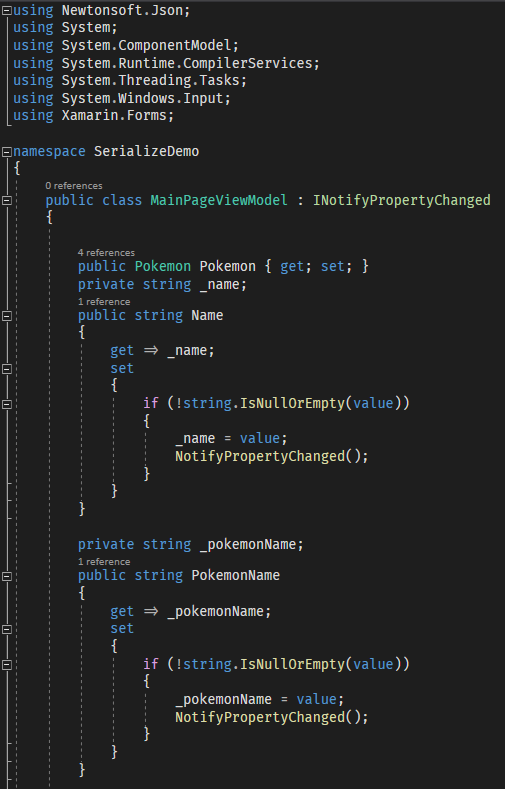 using Newtonsoft.Json;
using System;
using System.ComponentModel;
using System.Runtime.CompilerServices;
using System.Threading.Tasks;
using System.Windows.Input;
using Xamarin.Forms;

namespace SerializeDemo
{
    0 references
    public class MainPageViewModel : INotifyPropertyChanged
    {

        4 references
        public Pokemon Pokemon { get; set; }
        private string _name;
        1 reference
        public string Name
        {
            get => _name;
            set
            {
                if (!string.IsNullOrEmpty(value))
                {
                    _name = value;
                    NotifyPropertyChanged();
                }
            }
        }

        private string _pokemonName;
        1 reference
        public string PokemonName
        {
            get => _pokemonName;
            set
            {
                if (!string.IsNullOrEmpty(value))
                {
                    _pokemonName = value;
                    NotifyPropertyChanged();
                }
            }
        }